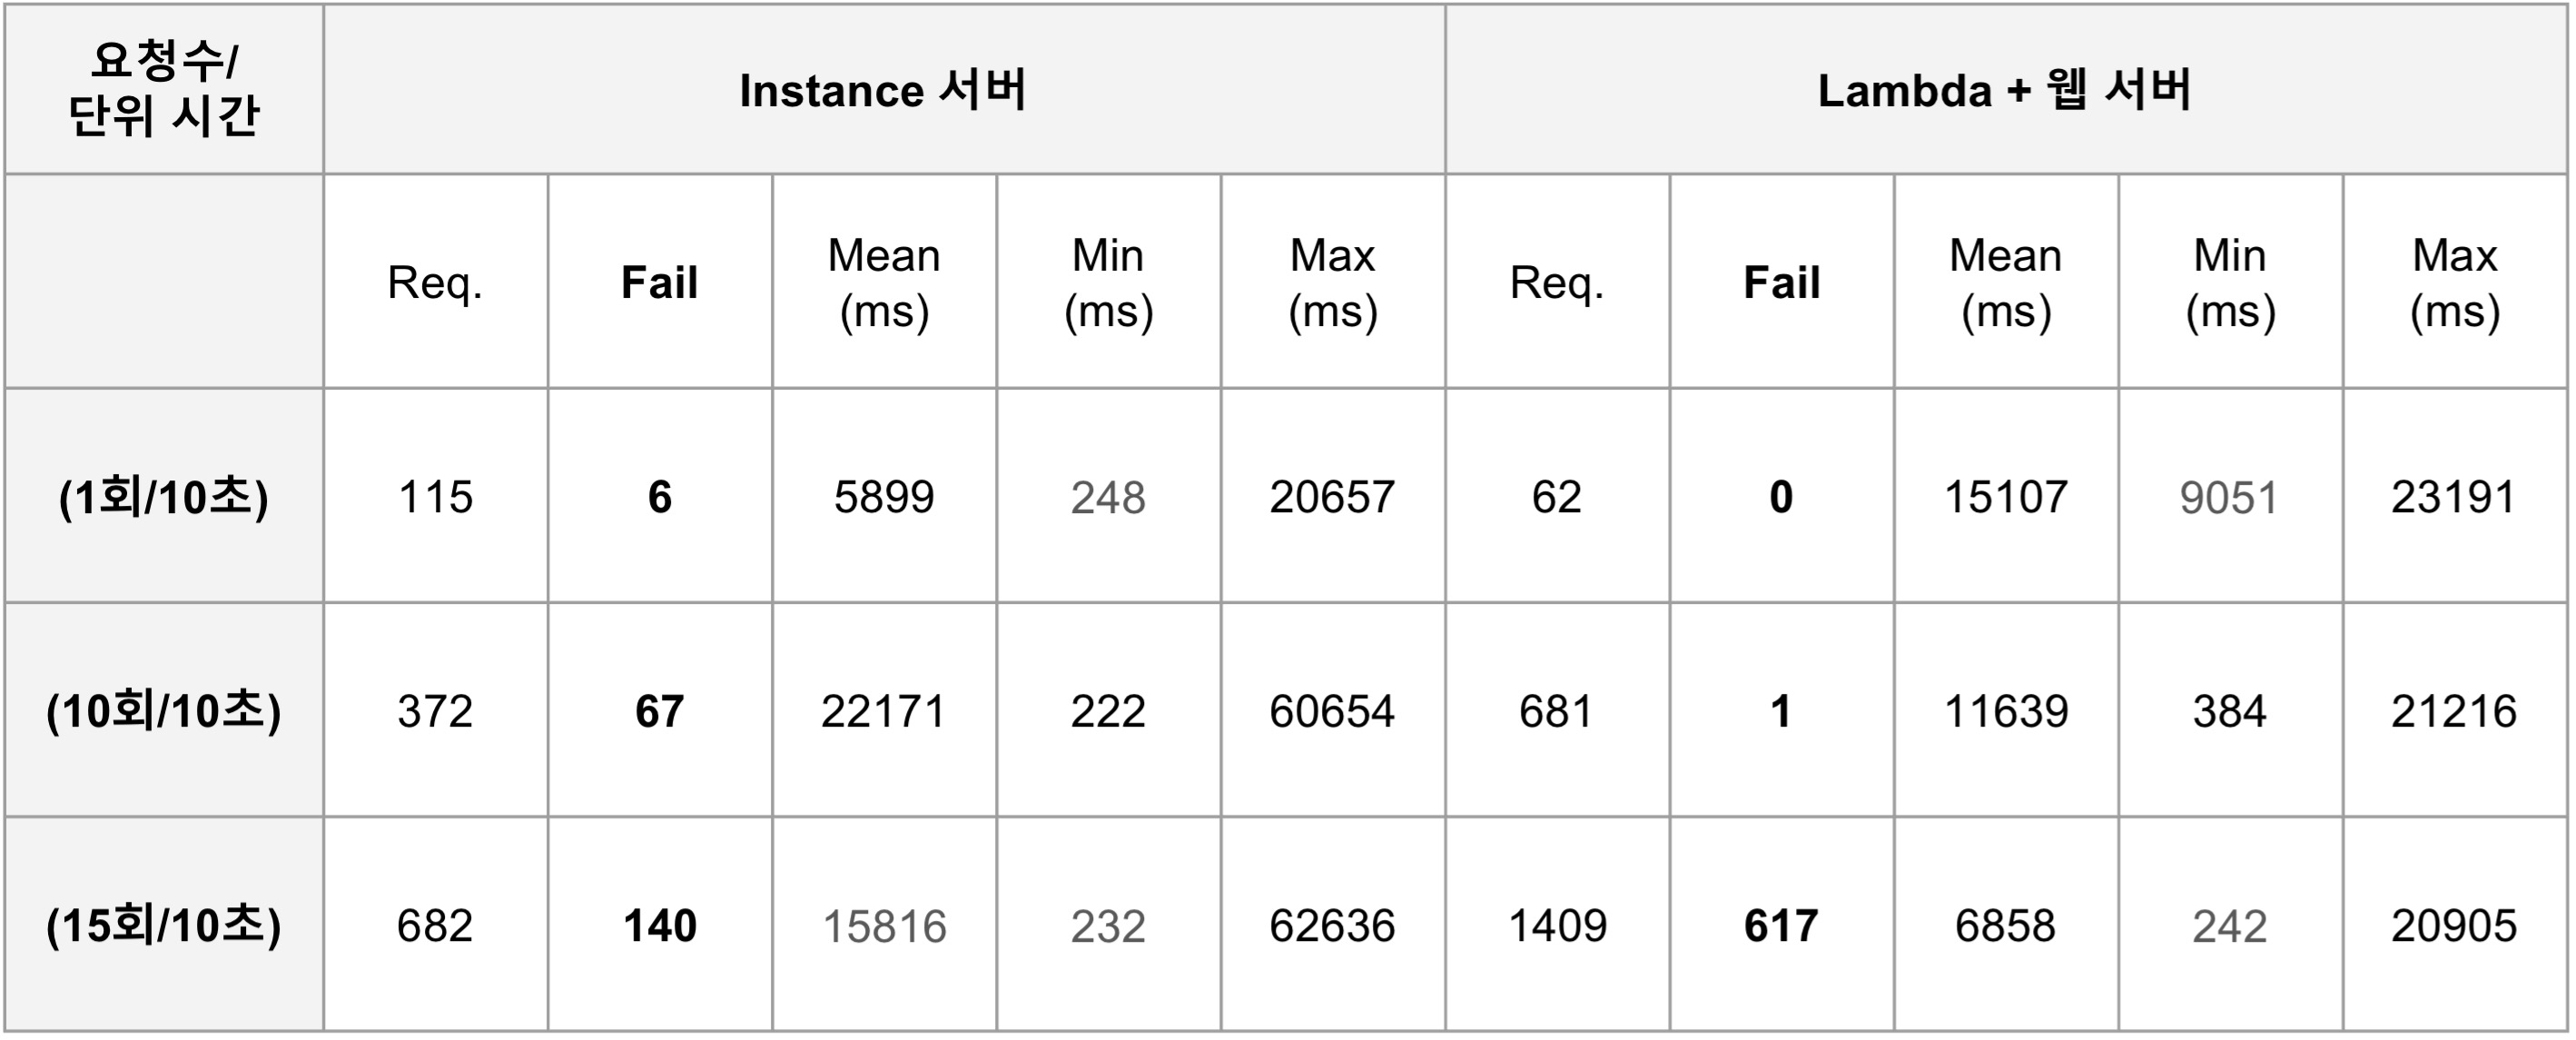 요청수/
단위 시간
Instance 서버
Lambda + 웹 서버
Req.
Fail
Mean
(ms)
Min
(ms)
Max
(ms)
Req.
Fail
Mean
(ms)
Min
(ms)
Max
(ms)
(1회/10초) 115 6 5899 248 20657 62 0 15107 9051 23191
(10회/10초) 372 67 22171 222 60654 681 1 11639 384 21216
(15회/10초) 682 140 15816 232 62636 1409 617 6858 242 20905